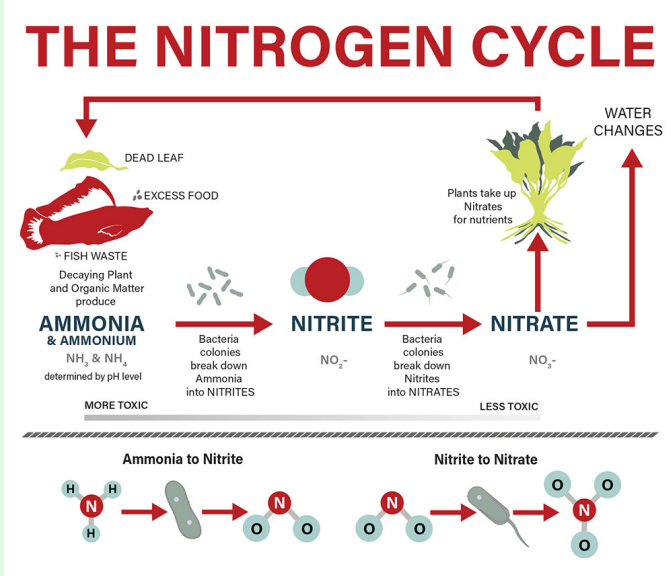 THE NITROGEN CYCLE
WATER
CHANGES
DEAD LEAF
EXCESS FOOD
FISH WASTE
Plants take up
Nitrates
for nutrients
Decaying Plant
and Organic Matter
produce
AMMONIA
& AMMONIUM
NH₃ & NH₄
determined by pH level
Bacteria
colonies
break down
Ammonia
into NITRITES
NITRITE
NO₂-
Bacteria
colonies
break down
Nitrites
into NITRATES
NITRATE
NO₃-
MORE TOXIC
LESS TOXIC
Ammonia to Nitrite
H H
N
H
N
O O
Nitrite to Nitrate
N
O O
O O
N
O